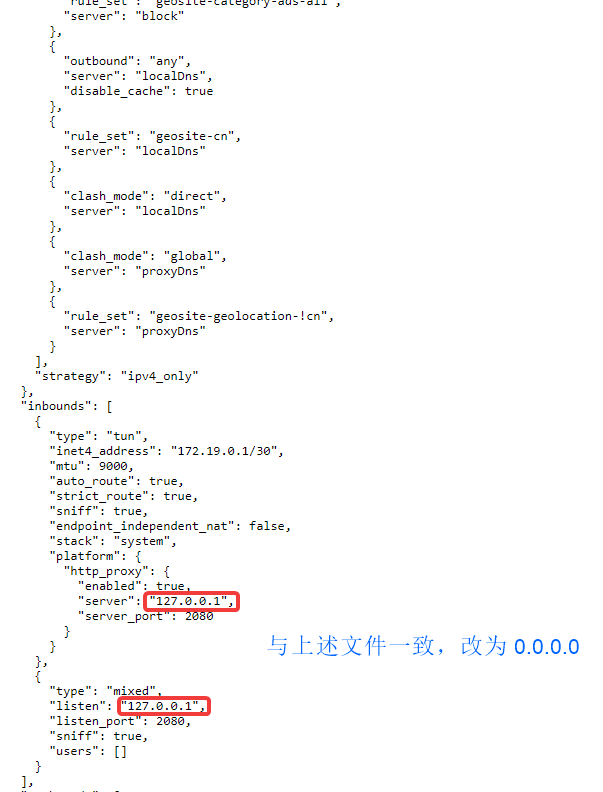 "rule_set": "geosite-category-ads-all",
"server": "block"
},
{
"outbound": "any",
"server": "localDns",
"disable_cache": true
},
{
"rule_set": "geosite-cn",
"server": "localDns"
},
{
"clash_mode": "direct",
"server": "localDns"
},
{
"clash_mode": "global",
"server": "proxyDns"
},
{
"rule_set": "geosite-geolocation-!cn",
"server": "proxyDns"
}
],
"strategy": "ipv4_only"
},
"inbounds": [
{
"type": "tun",
"inet4_address": "172.19.0.1/30",
"mtu": 9000,
"auto_route": true,
"strict_route": true,
"sniff": true,
"endpoint_independent_nat": false,
"stack": "system",
"platform": {
"http_proxy": {
"enabled": true,
"server": "127.0.0.1",
"server_port": 2080
}
}
与上述文件一致，改为 0.0.0.0
},
{
"type": "mixed",
"listen": "127.0.0.1",
"listen_port": 2080,
"sniff": true,
"users": []
}
],